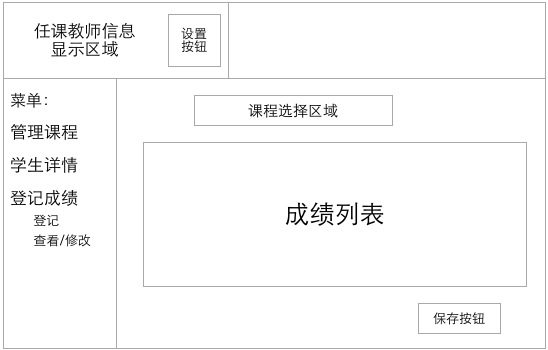 任课教师信息
显示区域
设置
按钮
菜单：
管理课程
学生详情
登记成绩
登记
查看/修改
课程选择区域
成绩列表
保存按钮